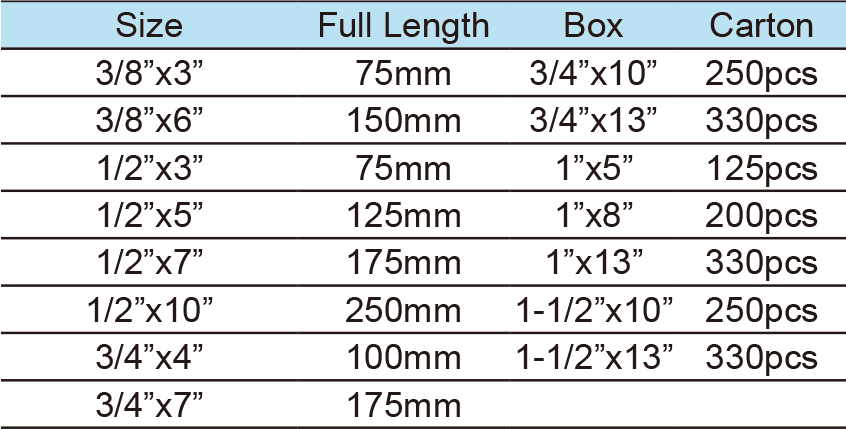 Size Full Length Box Carton
3/8”x3” 75mm 3/4”x10” 250pcs
3/8”x6” 150mm 3/4”x13” 330pcs
1/2”x3” 75mm 1”x5” 125pcs
1/2”x5” 125mm 1”x8” 200pcs
1/2”x7” 175mm 1”x13” 330pcs
1/2”x10” 250mm 1-1/2”x10” 250pcs
3/4”x4” 100mm 1-1/2”x13” 330pcs
3/4”x7” 175mm